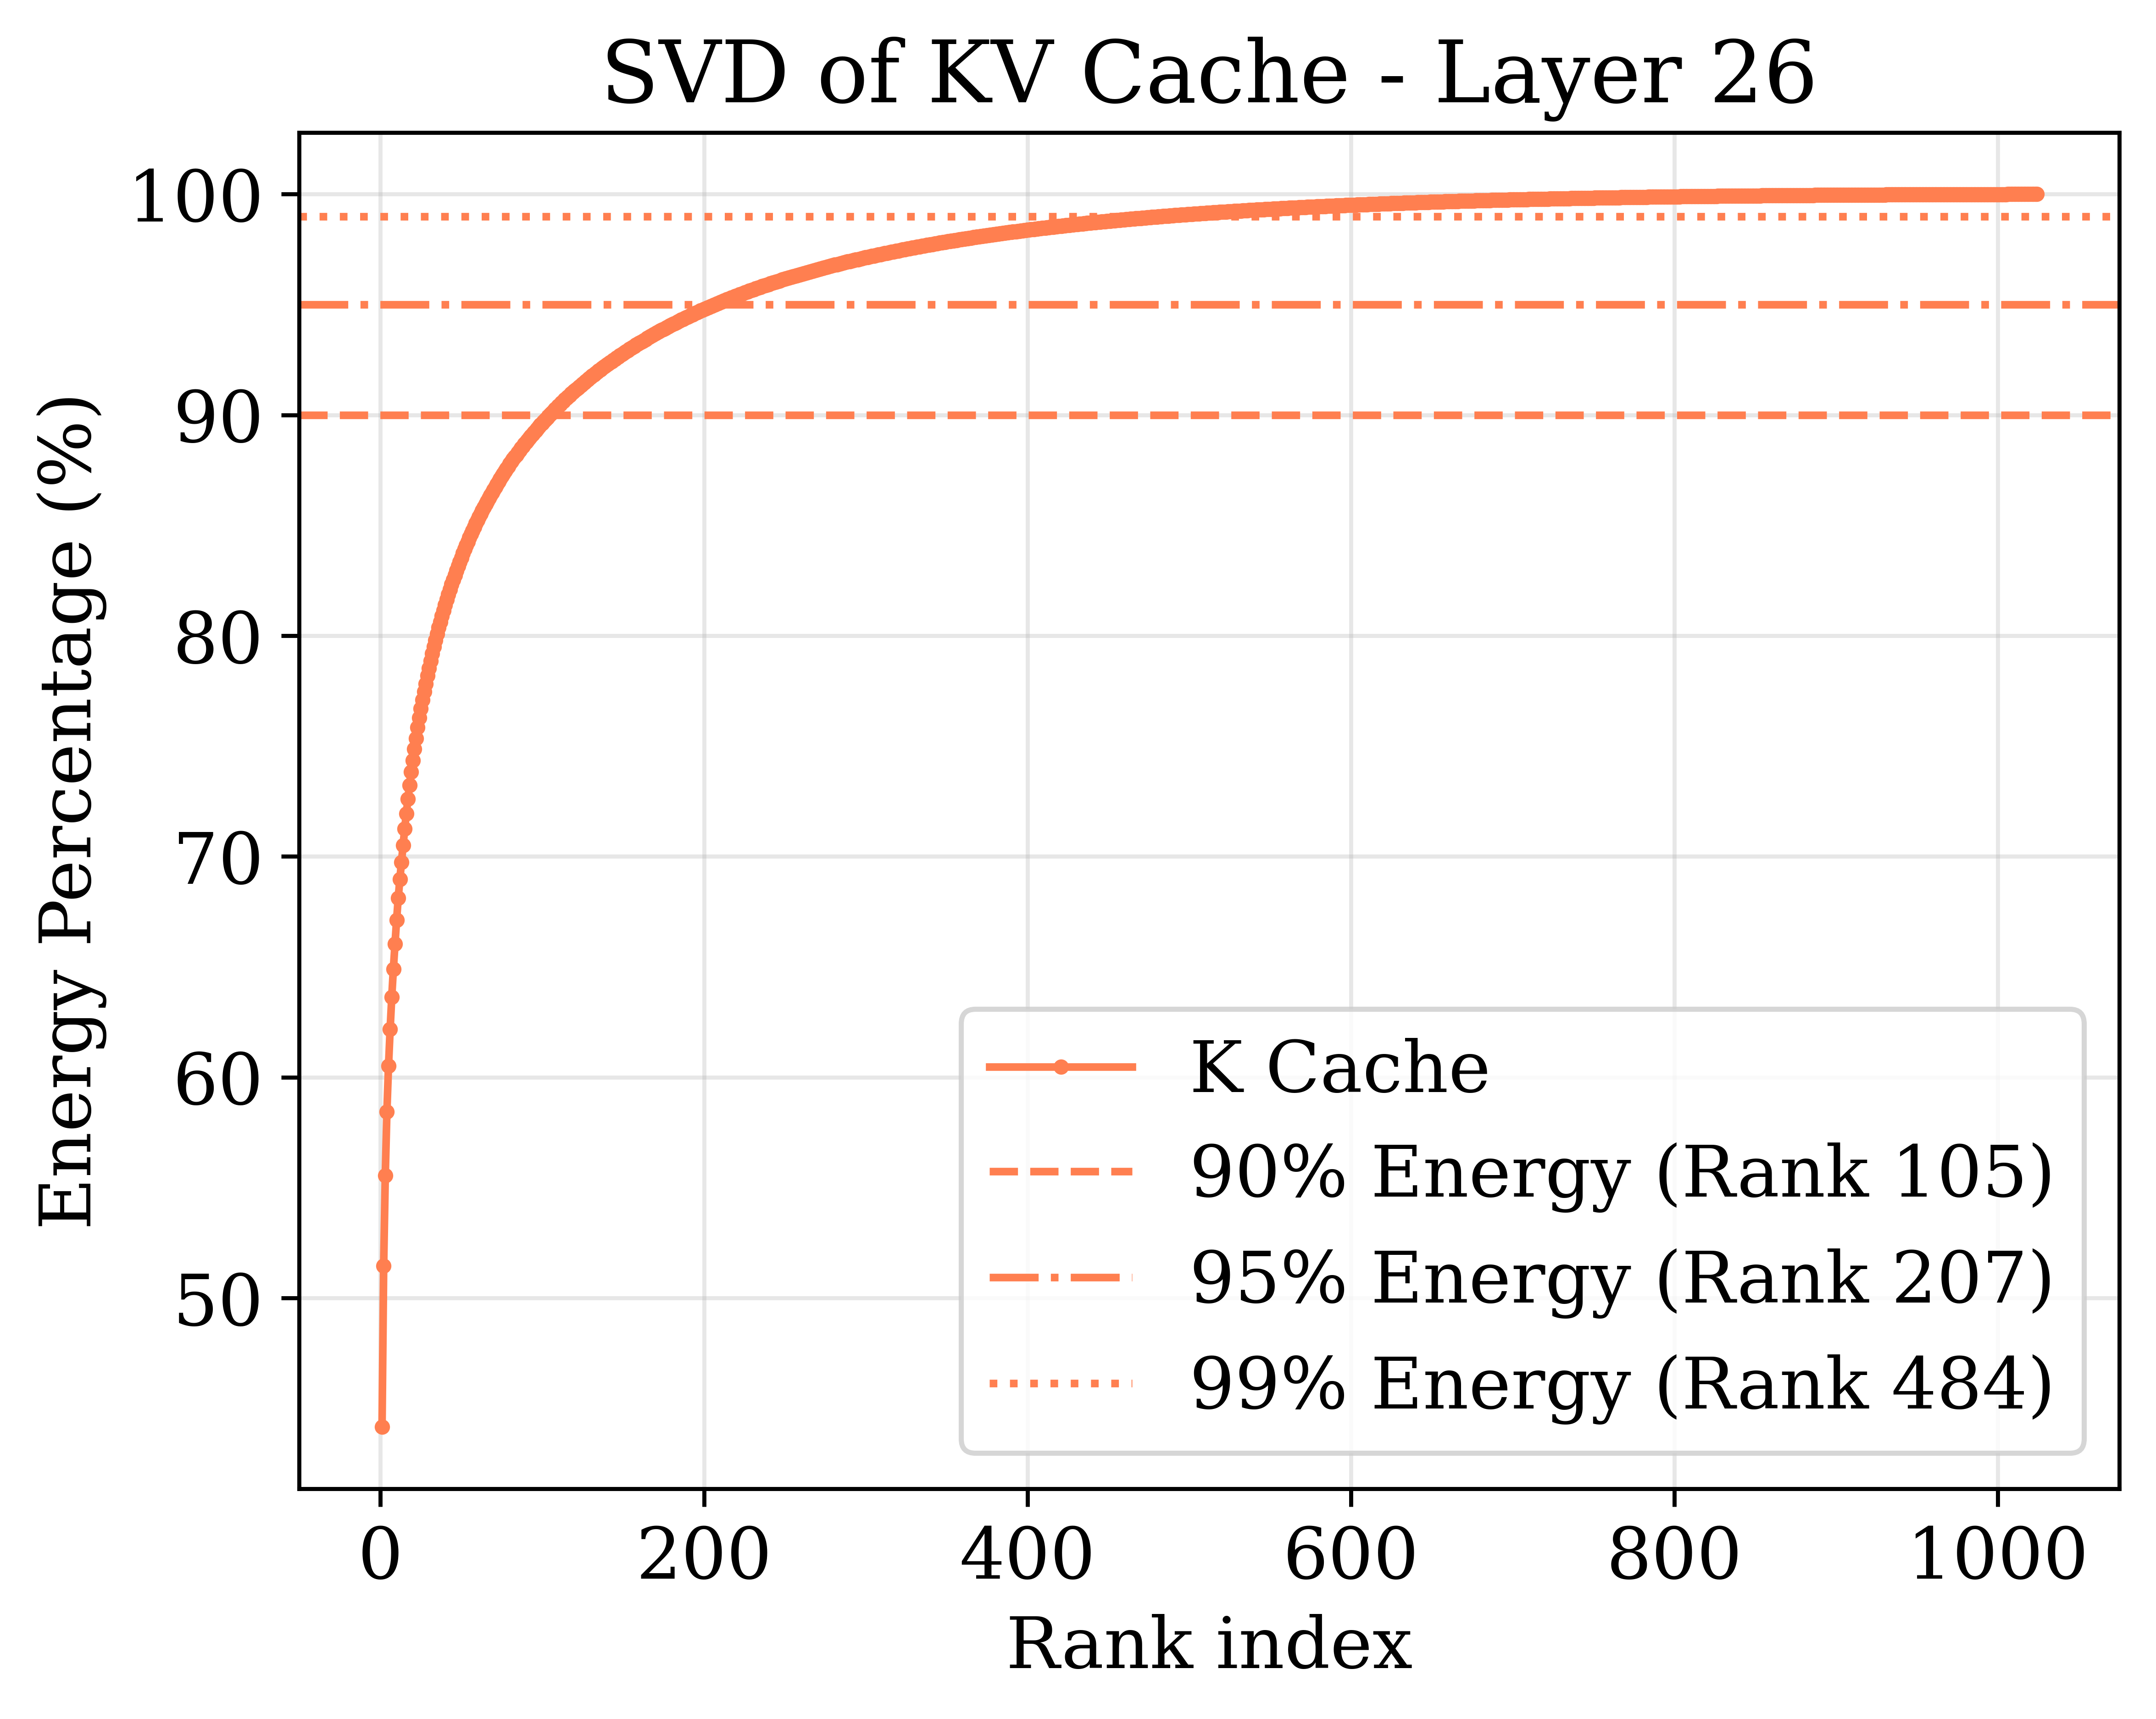 SVD of KV Cache - Layer 26
Energy Percentage (%)
100
90
80
70
60
50
K Cache
90% Energy (Rank 105)
95% Energy (Rank 207)
99% Energy (Rank 484)
0 200 400 600 800 1000
Rank index